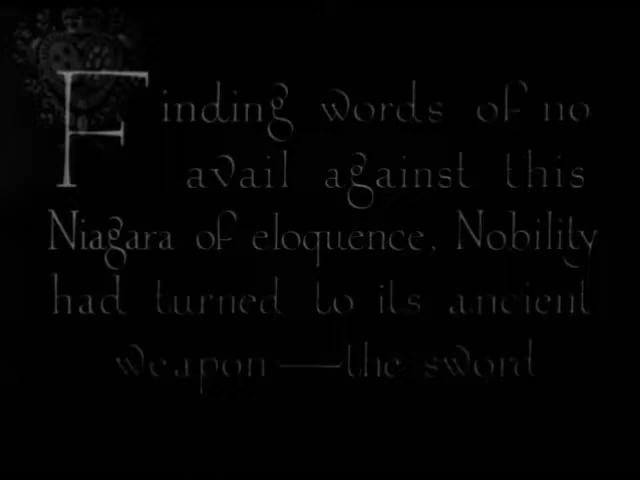 Finding words of no
avail against this
Niagara of eloquence, Nobility
had turned to its ancient
weapon—the sword